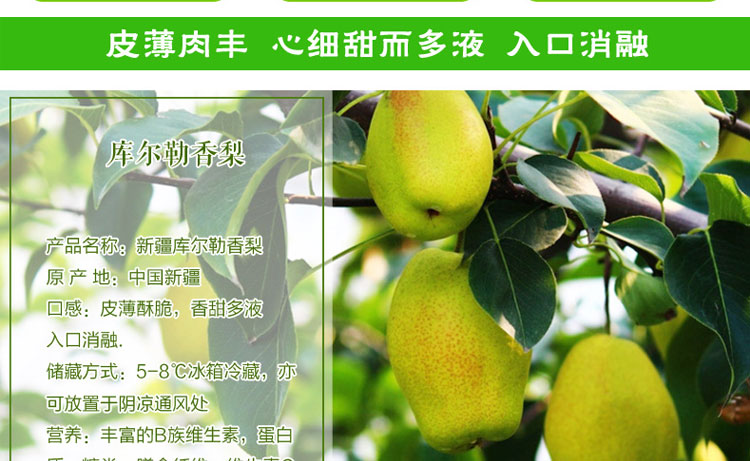 皮薄肉丰 心细甜而多液 入口消融
库尔勒香梨
产品名称：新疆库尔勒香梨
原 产 地：中国新疆
口感：皮薄酥脆，香甜多液
入口消融.
储藏方式：5-8℃冰箱冷藏，亦
可放置于阴凉通风处
营养：丰富的B族维生素，蛋白